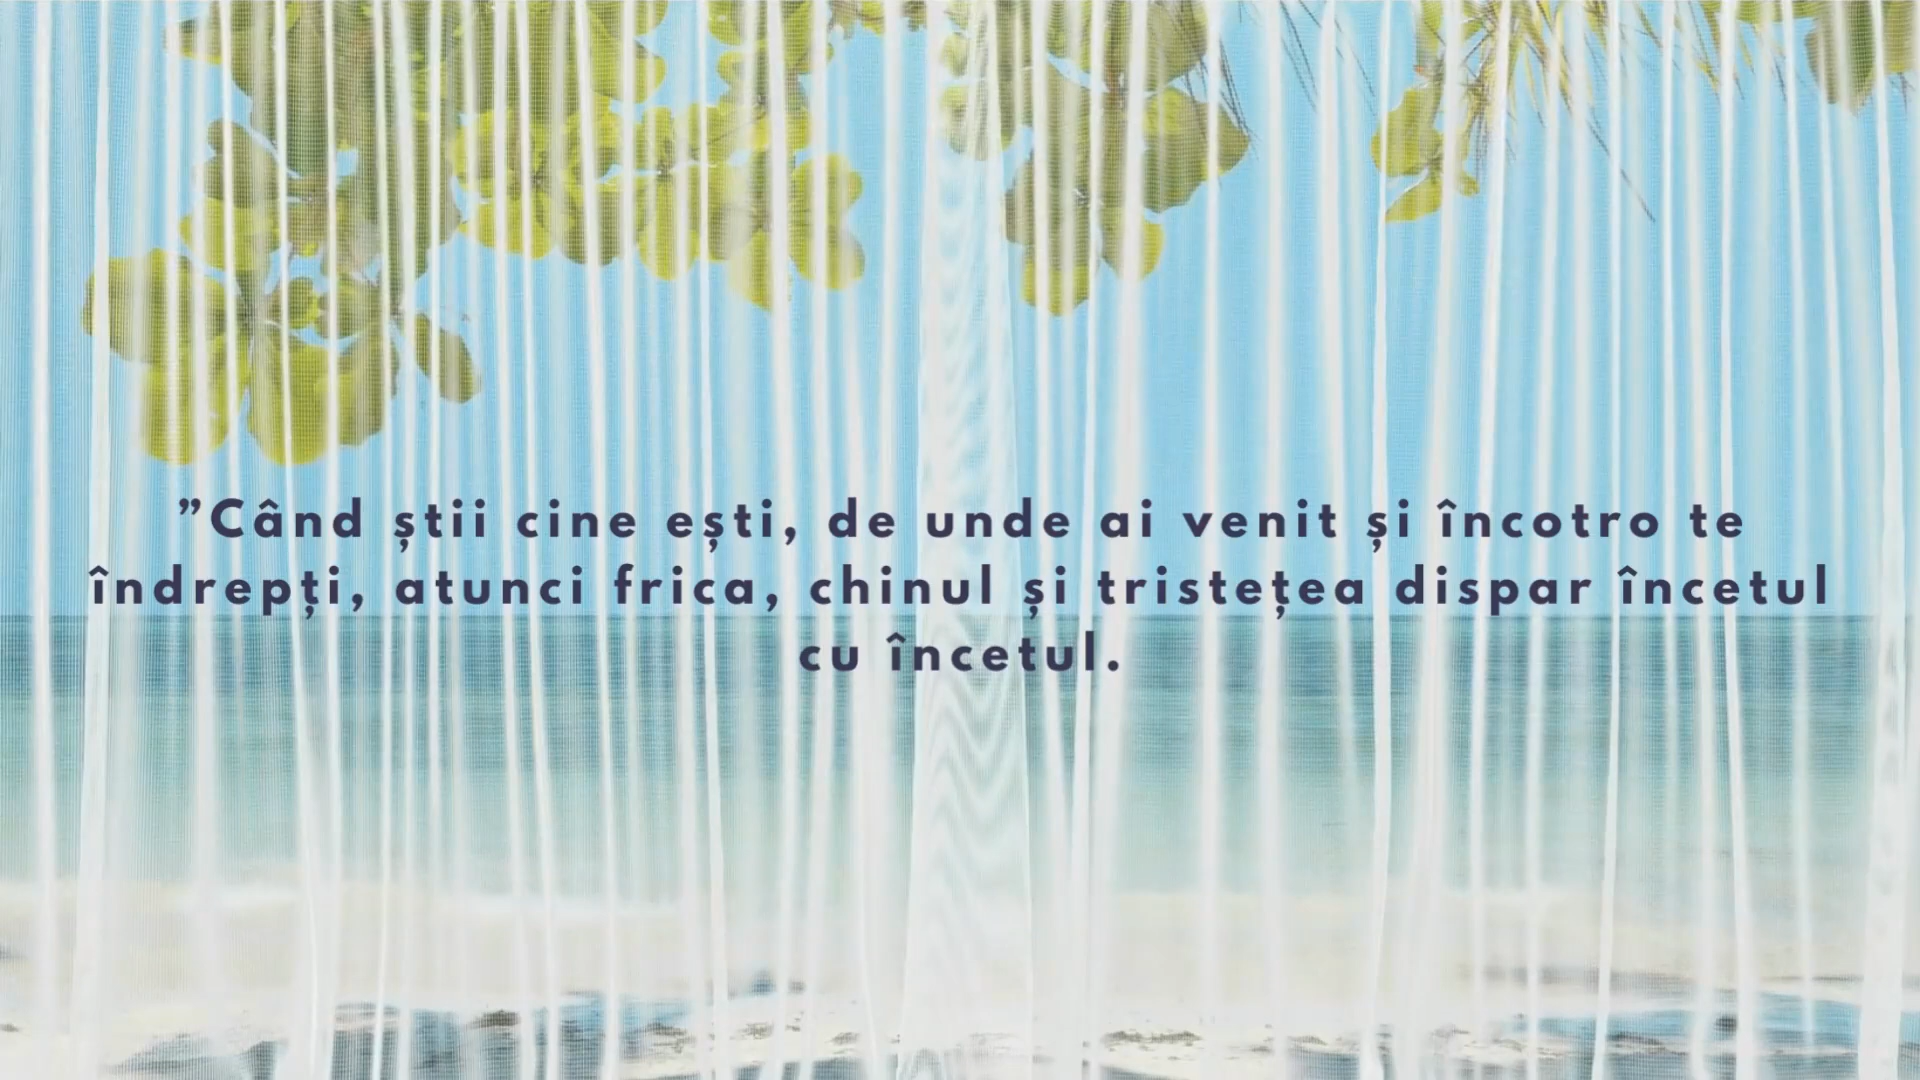 ”Când știi cine ești, de unde ai venit și încotro te
îndrepți, atunci frica, chinul și tristețea dispar încetul
cu încetul.